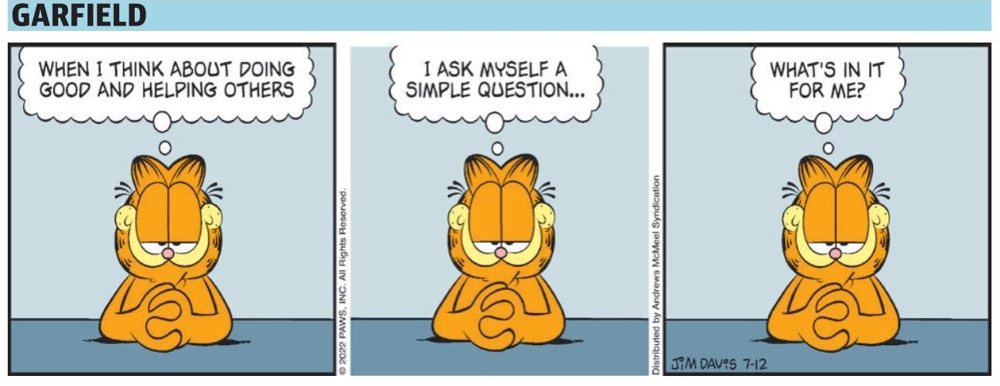 GARFIELD
WHEN I THINK ABOUT DOING
GOOD AND HELPING OTHERS
I ASK MYSELF A
SIMPLE QUESTION...
WHAT'S IN IT
FOR ME?
© 2022 PAWS, INC. All Rights Reserved.
Distributed by Andrews McMeel Syndication
JIM DAVIS 7-12